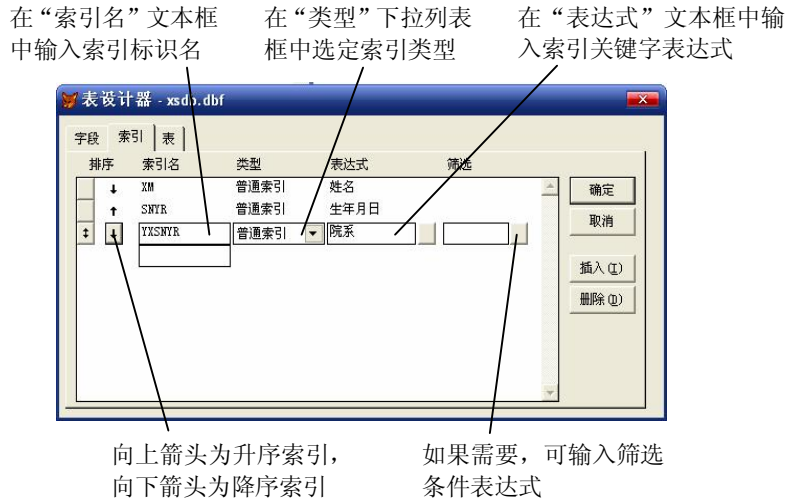 在“索引名”文本框
中输入索引标识名
在“类型”下拉列表
框中选定索引类型
在“表达式”文本框中输
入索引关键字表达式
表设计器 - xsdb.dbf
字段 索引 表
排序 索引名 类型 表达式 筛选
↓ XM 普通索引 姓名
↑ SNYR 普通索引 生年月日
↕ ↓ YXSNYR 普通索引 院系
确定
取消
插入(I)
删除(D)
向上箭头为升序索引，
向下箭头为降序索引
如果需要，可输入筛选
条件表达式